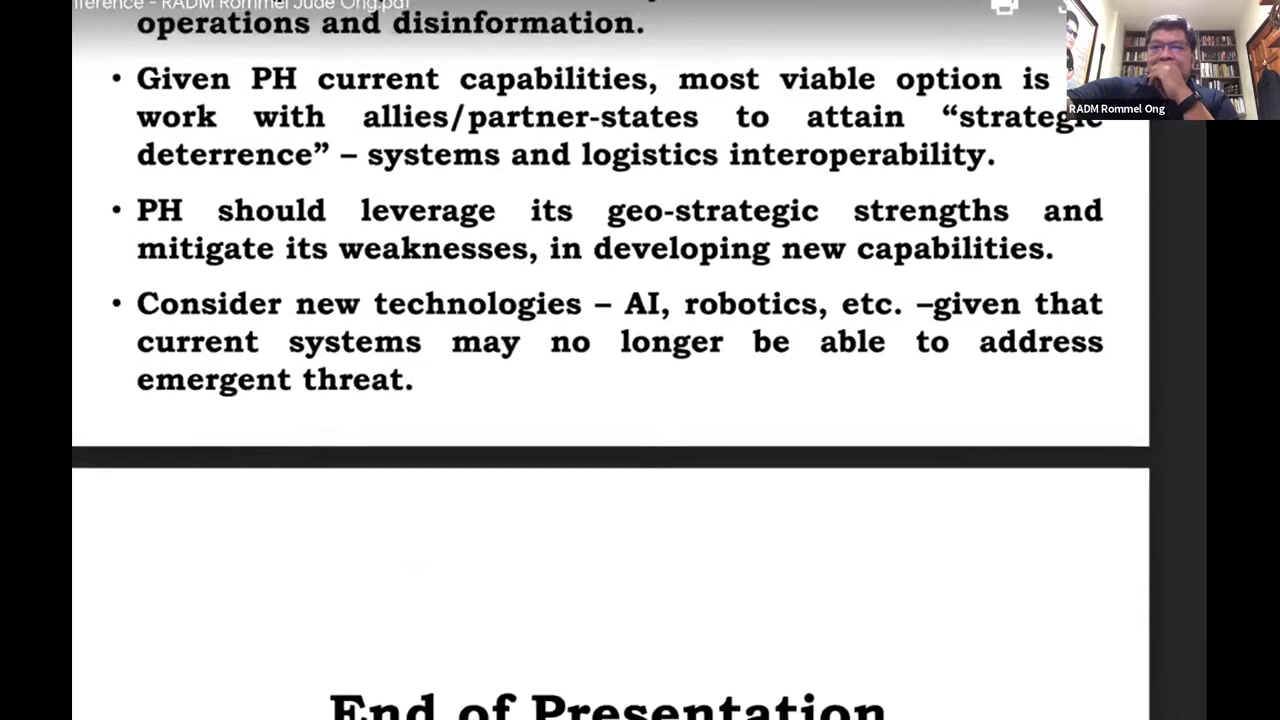 ference - RADM Rommel Jude Ong.pdf
operations and disinformation.
• Given PH current capabilities, most viable option is
work with allies/partner-states to attain “strategic
deterrence” – systems and logistics interoperability.
• PH should leverage its geo-strategic strengths and
mitigate its weaknesses, in developing new capabilities.
• Consider new technologies – AI, robotics, etc. –given that
current systems may no longer be able to address
emergent threat.
End of Presentation
RADM Rommel Ong